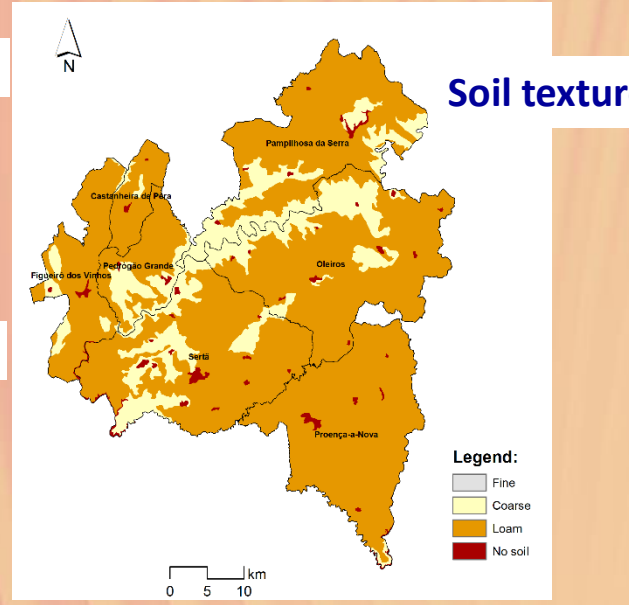 N
Soil textur
Pampilhosa da Serra
Castanheira de Pera
Oleiros
Pedrógão Grande
Figueiró dos Vinhos
Sertã
Proença-a-Nova
Legend:
Fine
Coarse
Loam
No soil
km
0 5 10